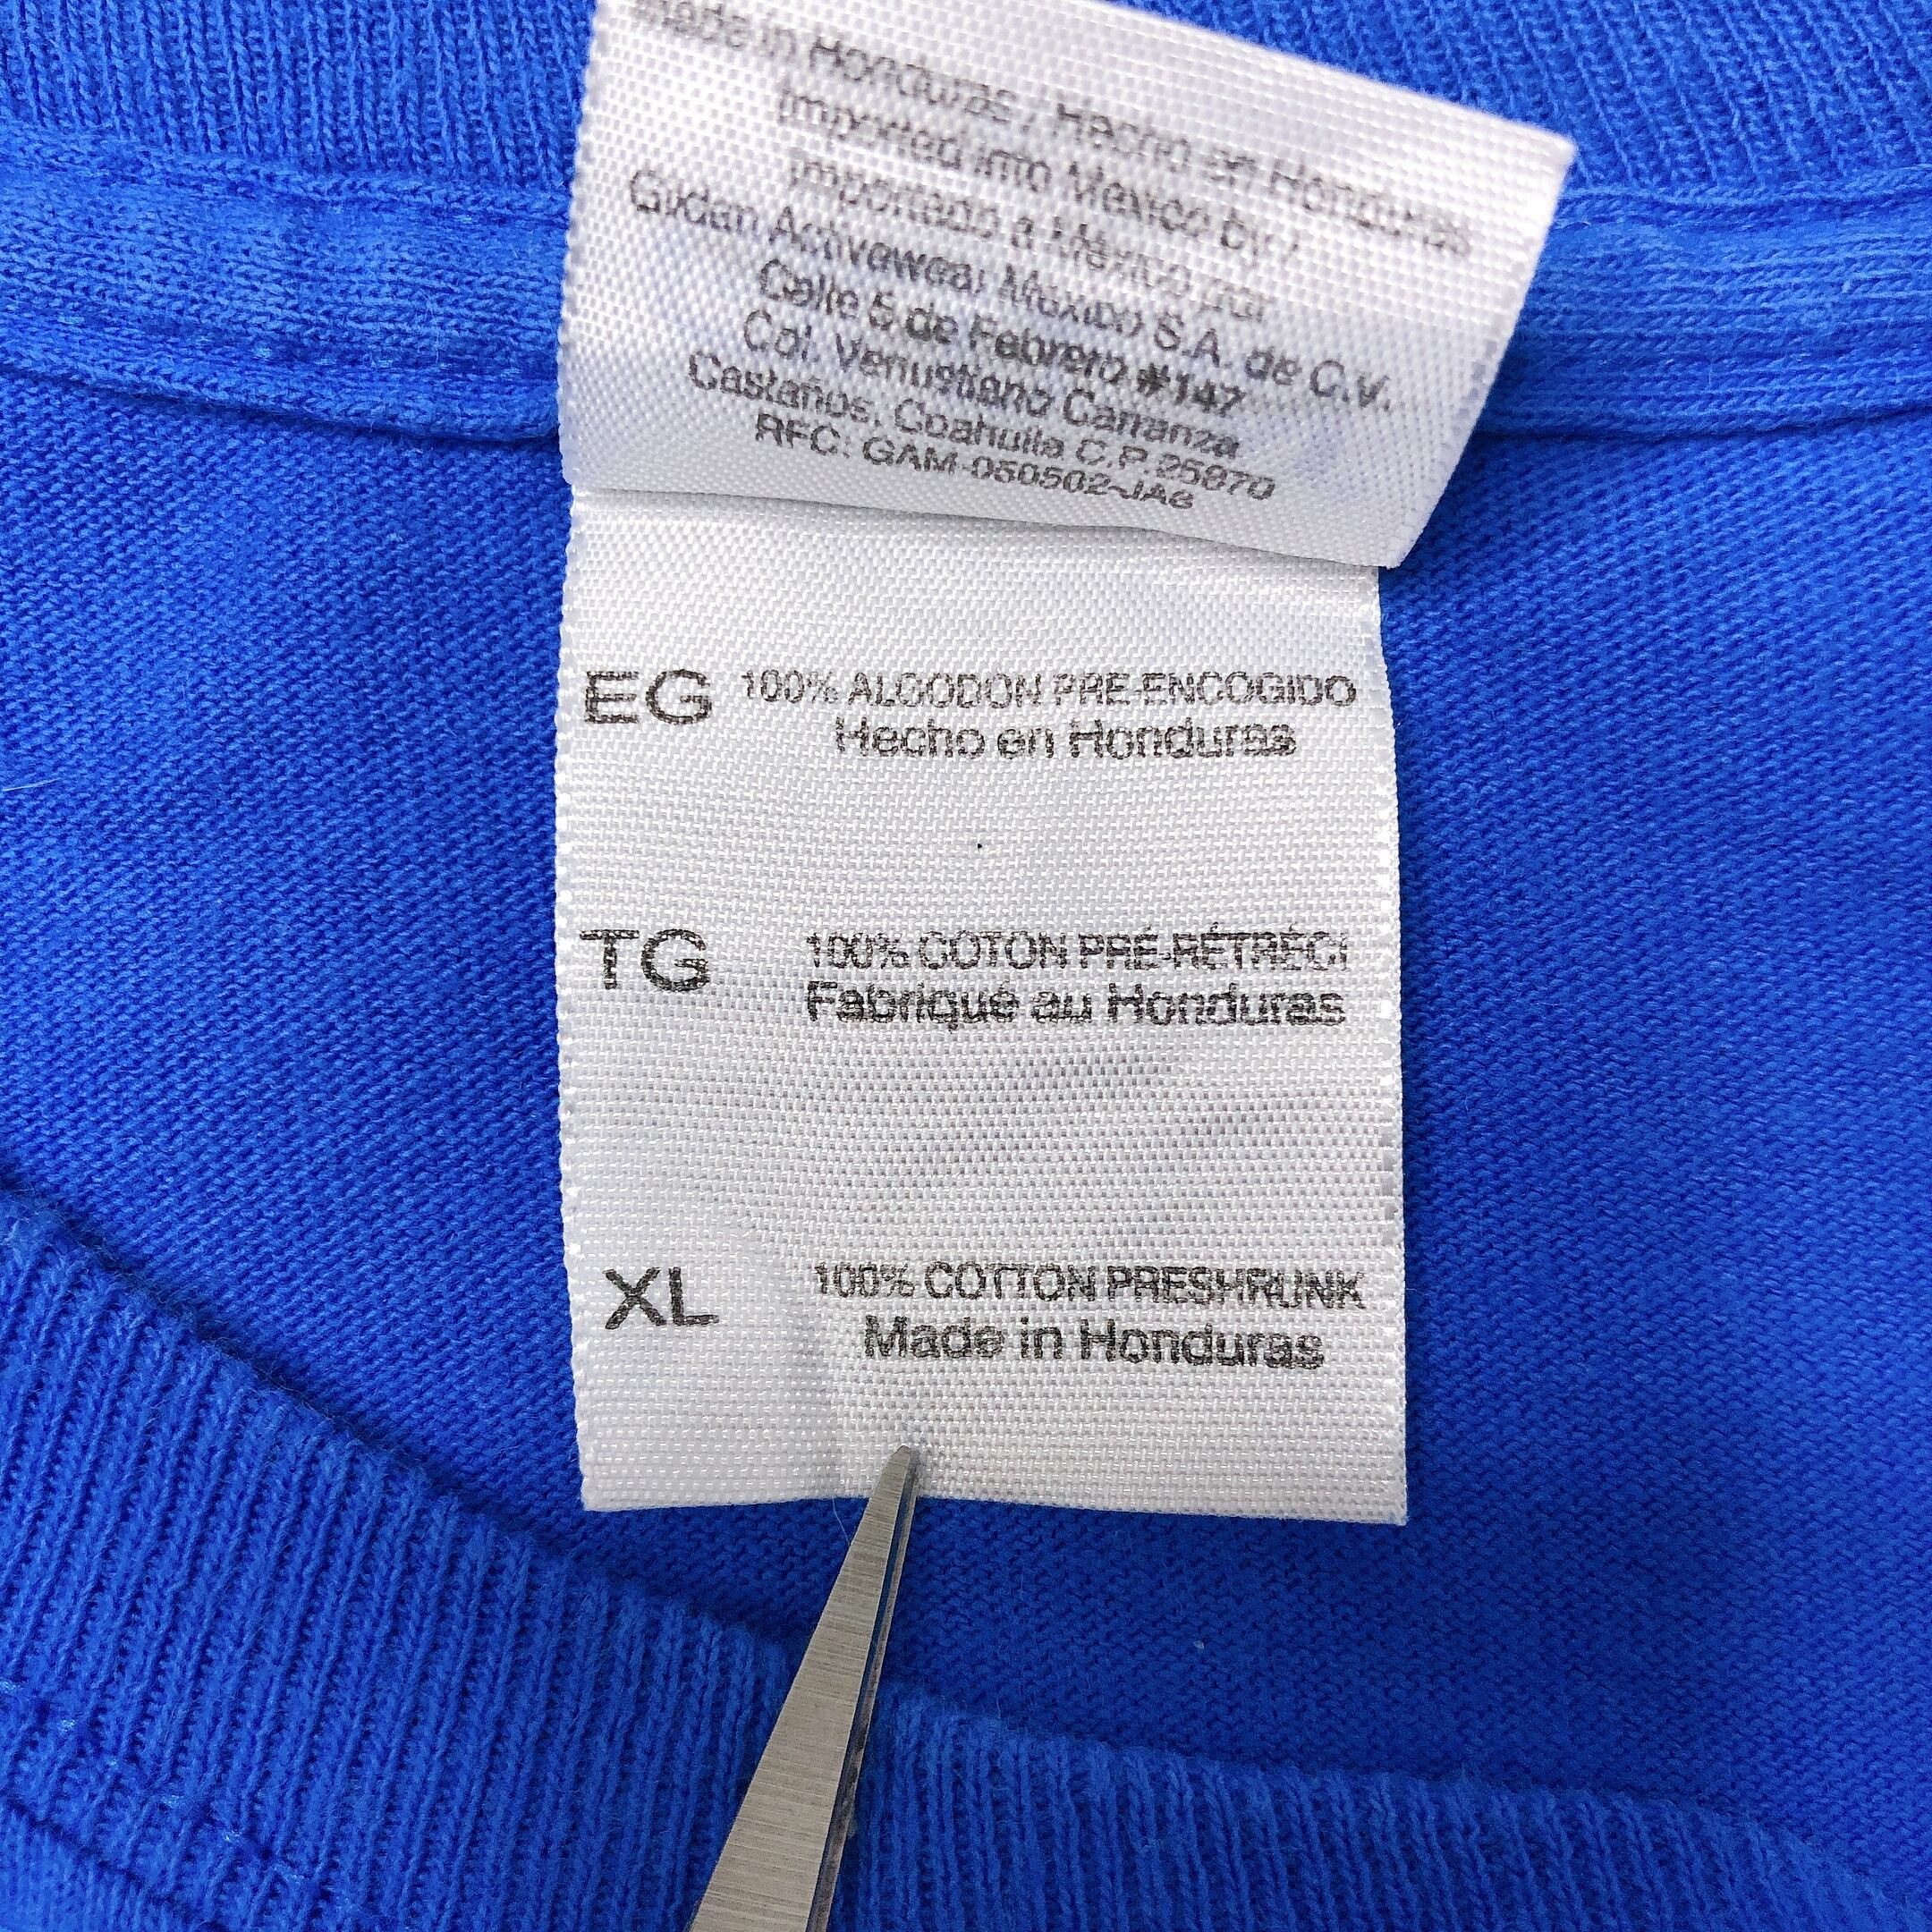 Made in Honduras / Hecho en Honduras
Imported into Mexico by /
Importado a México por
Gildan Activewear Mexico S.A. de C.V.
Calle 5 de Febrero #147
Col. Venustiano Carranza
Castaños, Coahuila C.P. 25870
RFC: GAM-050502-JA6
EG 100% ALGODON PRE-ENCOGIDO
Hecho en Honduras
TG 100% COTON PRÉ-RÉTRÉCI
Fabriqué au Honduras
XL 100% COTTON PRESHRUNK
Made in Honduras